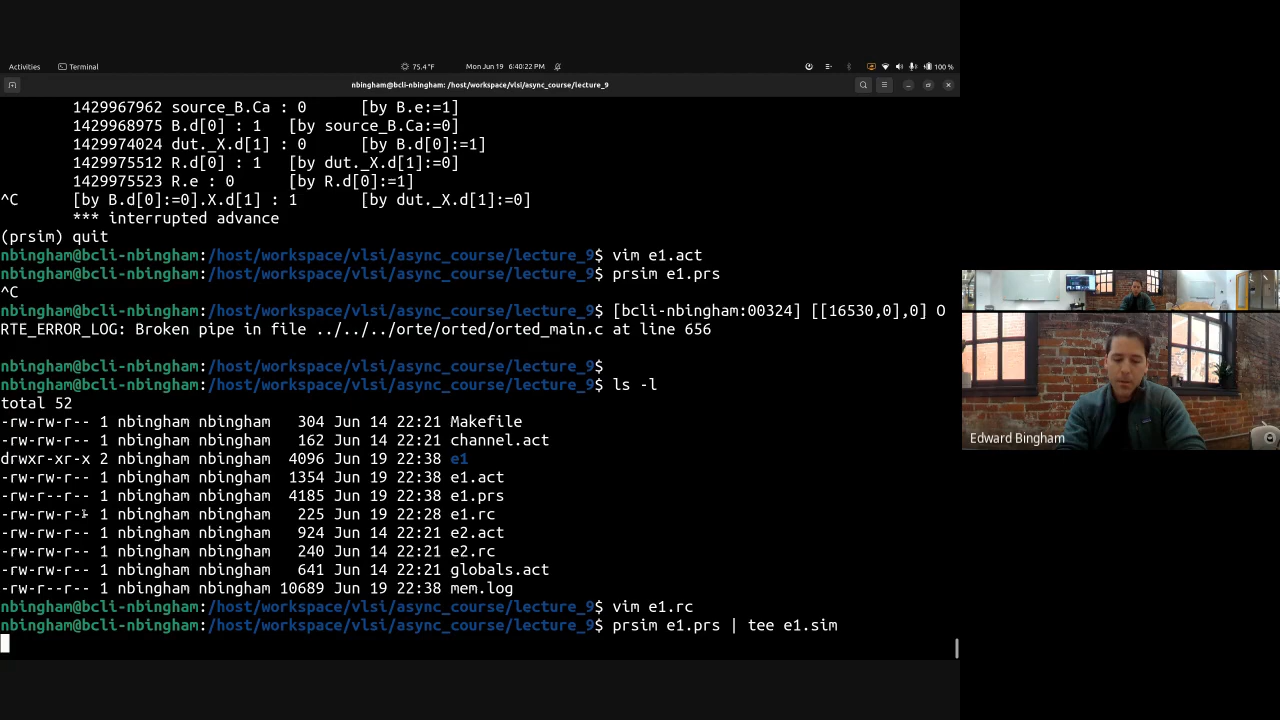 Activities
Terminal
75.4 °F
Mon Jun 19 6:40:22 PM
100 %
nbingham@bcli-nbingham: /host/workspace/vlsi/async_course/lecture_9
1429967962 source_B.Ca : 0 [by B.e:=1]
1429968975 B.d[0] : 1 [by source_B.Ca:=0]
1429974024 dut._X.d[1] : 0 [by B.d[0]:=1]
1429975512 R.d[0] : 1 [by dut._X.d[1]:=0]
1429975523 R.e : 0 [by R.d[0]:=1]
^C [by B.d[0]:=0].X.d[1] : 1 [by dut._X.d[1]:=0]
*** interrupted advance
(prsim) quit
nbingham@bcli-nbingham:/host/workspace/vlsi/async_course/lecture_9$ vim e1.act
nbingham@bcli-nbingham:/host/workspace/vlsi/async_course/lecture_9$ prsim e1.prs
^C
nbingham@bcli-nbingham:/host/workspace/vlsi/async_course/lecture_9$ [bcli-nbingham:00324] [[16530,0],0] O
RTE_ERROR_LOG: Broken pipe in file ../../../orte/orted/orted_main.c at line 656
nbingham@bcli-nbingham:/host/workspace/vlsi/async_course/lecture_9$
nbingham@bcli-nbingham:/host/workspace/vlsi/async_course/lecture_9$ ls -l
total 52
-rw-rw-r-- 1 nbingham nbingham 304 Jun 14 22:21 Makefile
-rw-rw-r-- 1 nbingham nbingham 162 Jun 14 22:21 channel.act
drwxr-xr-x 2 nbingham nbingham 4096 Jun 19 22:38 e1
-rw-rw-r-- 1 nbingham nbingham 1354 Jun 19 22:38 e1.act
-rw-r--r-- 1 nbingham nbingham 4185 Jun 19 22:38 e1.prs
-rw-rw-r-- 1 nbingham nbingham 225 Jun 19 22:28 e1.rc
-rw-rw-r-- 1 nbingham nbingham 924 Jun 14 22:21 e2.act
-rw-rw-r-- 1 nbingham nbingham 240 Jun 14 22:21 e2.rc
-rw-rw-r-- 1 nbingham nbingham 641 Jun 14 22:21 globals.act
-rw-r--r-- 1 nbingham nbingham 10689 Jun 19 22:38 mem.log
nbingham@bcli-nbingham:/host/workspace/vlsi/async_course/lecture_9$ vim e1.rc
nbingham@bcli-nbingham:/host/workspace/vlsi/async_course/lecture_9$ prsim e1.prs | tee e1.sim
Edward Bingham